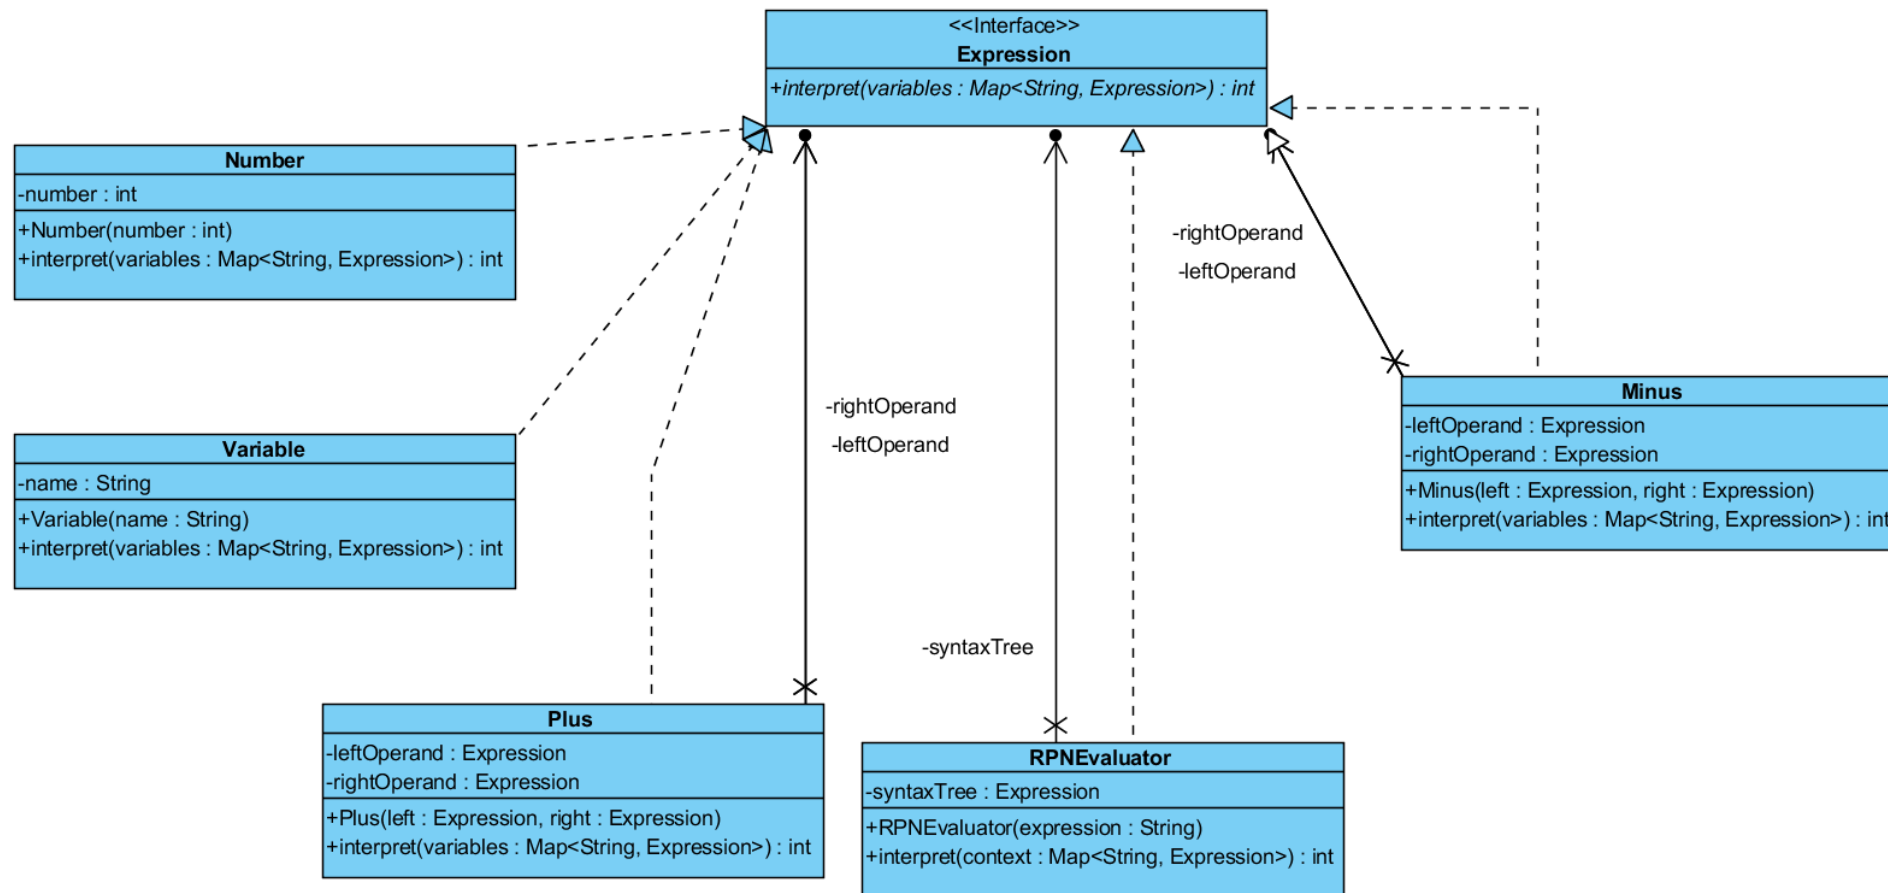 <<Interface>>
Expression
+interpret(variables : Map<String, Expression>) : int
Number
-number : int
+Number(number : int)
+interpret(variables : Map<String, Expression>) : int
-rightOperand
-leftOperand
Minus
-leftOperand : Expression
-rightOperand : Expression
+Minus(left : Expression, right : Expression)
+interpret(variables : Map<String, Expression>) : int
-rightOperand
-leftOperand
Variable
-name : String
+Variable(name : String)
+interpret(variables : Map<String, Expression>) : int
-syntaxTree
Plus
-leftOperand : Expression
-rightOperand : Expression
+Plus(left : Expression, right : Expression)
+interpret(variables : Map<String, Expression>) : int
RPNEvaluator
-syntaxTree : Expression
+RPNEvaluator(expression : String)
+interpret(context : Map<String, Expression>) : int